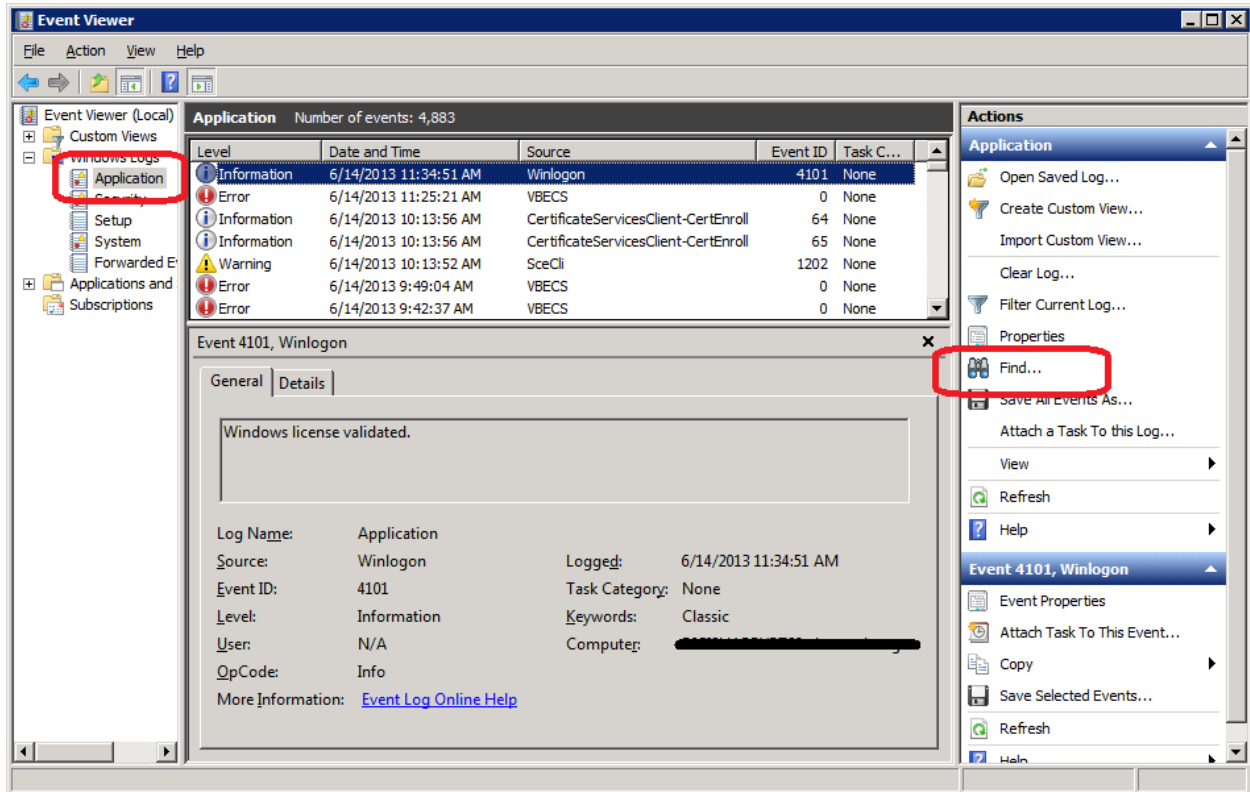 Event Viewer
File Action View Help
Event Viewer (Local)
Custom Views
Windows Logs
Application
Security
Setup
System
Forwarded E
Applications and
Subscriptions
Application Number of events: 4,883
Level Date and Time Source Event ID Task C...
Information 6/14/2013 11:34:51 AM Winlogon 4101 None
Error 6/14/2013 11:25:21 AM VBECS 0 None
Information 6/14/2013 10:13:56 AM CertificateServicesClient-CertEnroll 64 None
Information 6/14/2013 10:13:56 AM CertificateServicesClient-CertEnroll 65 None
Warning 6/14/2013 10:13:52 AM SceCli 1202 None
Error 6/14/2013 9:49:04 AM VBECS 0 None
Error 6/14/2013 9:42:37 AM VBECS 0 None
Event 4101, Winlogon
General Details
Windows license validated.
Log Name: Application
Source: Winlogon Logged: 6/14/2013 11:34:51 AM
Event ID: 4101 Task Category: None
Level: Information Keywords: Classic
User: N/A Computer:
OpCode: Info
More Information: Event Log Online Help
Actions
Application
Open Saved Log...
Create Custom View...
Import Custom View...
Clear Log...
Filter Current Log...
Properties
Find...
Save All Events As...
Attach a Task To this Log...
View
Refresh
Help
Event 4101, Winlogon
Event Properties
Attach Task To This Event...
Copy
Save Selected Events...
Refresh
Help